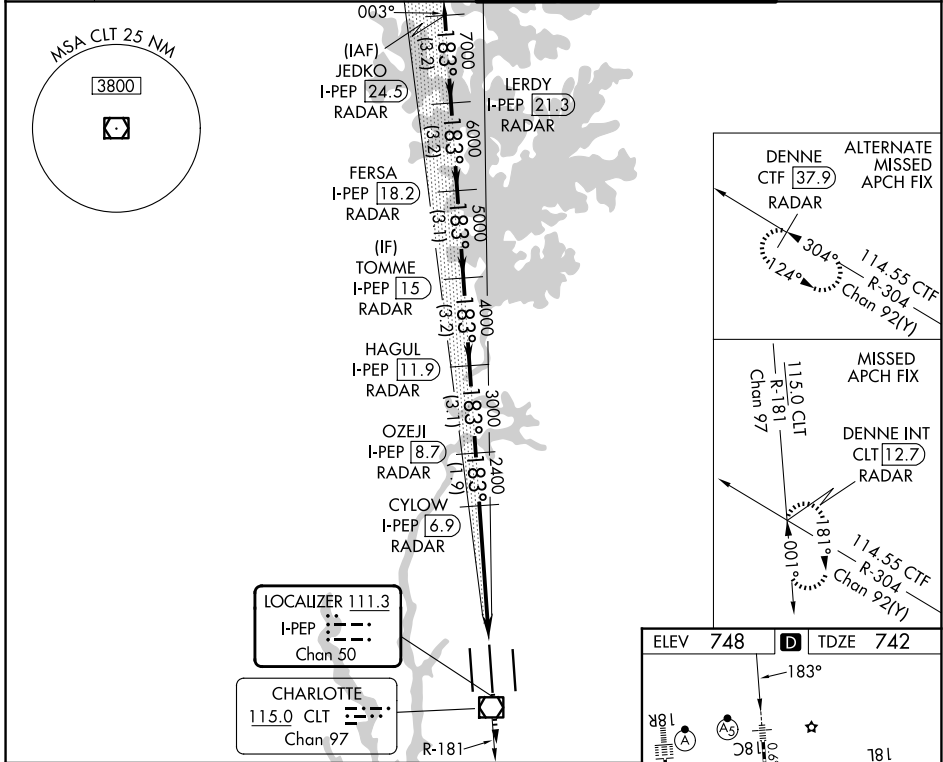 MSA CLT 25 NM
3800
003°
(IAF)
JEDKO
I-PEP 24.5
RADAR
7000
183°
(3.2)
LERDY
I-PEP 21.3
RADAR
6000
183°
(3.2)
FERSA
I-PEP 18.2
RADAR
5000
183°
(3.1)
(IF)
TOMME
I-PEP 15
RADAR
4000
183°
(3.2)
HAGUL
I-PEP 11.9
RADAR
3000
183°
(3.1)
OZEJI
I-PEP 8.7
RADAR
2400
183°
(1.9)
CYLOW
I-PEP 6.9
RADAR
LOCALIZER 111.3
I-PEP
Chan 50
CHARLOTTE
115.0 CLT
Chan 97
R-181
ALTERNATE
MISSED
APCH FIX
DENNE
CTF 37.9
RADAR
304°
124°
114.55 CTF
R-304
Chan 92(Y)
MISSED
APCH FIX
115.0 CLT
R-181
Chan 97
DENNE INT
CLT 12.7
RADAR
181°
001°
114.55 CTF
R-304
Chan 92(Y)
ELEV 748
D
TDZE 742
183°
18R
A
A5
18C
18L